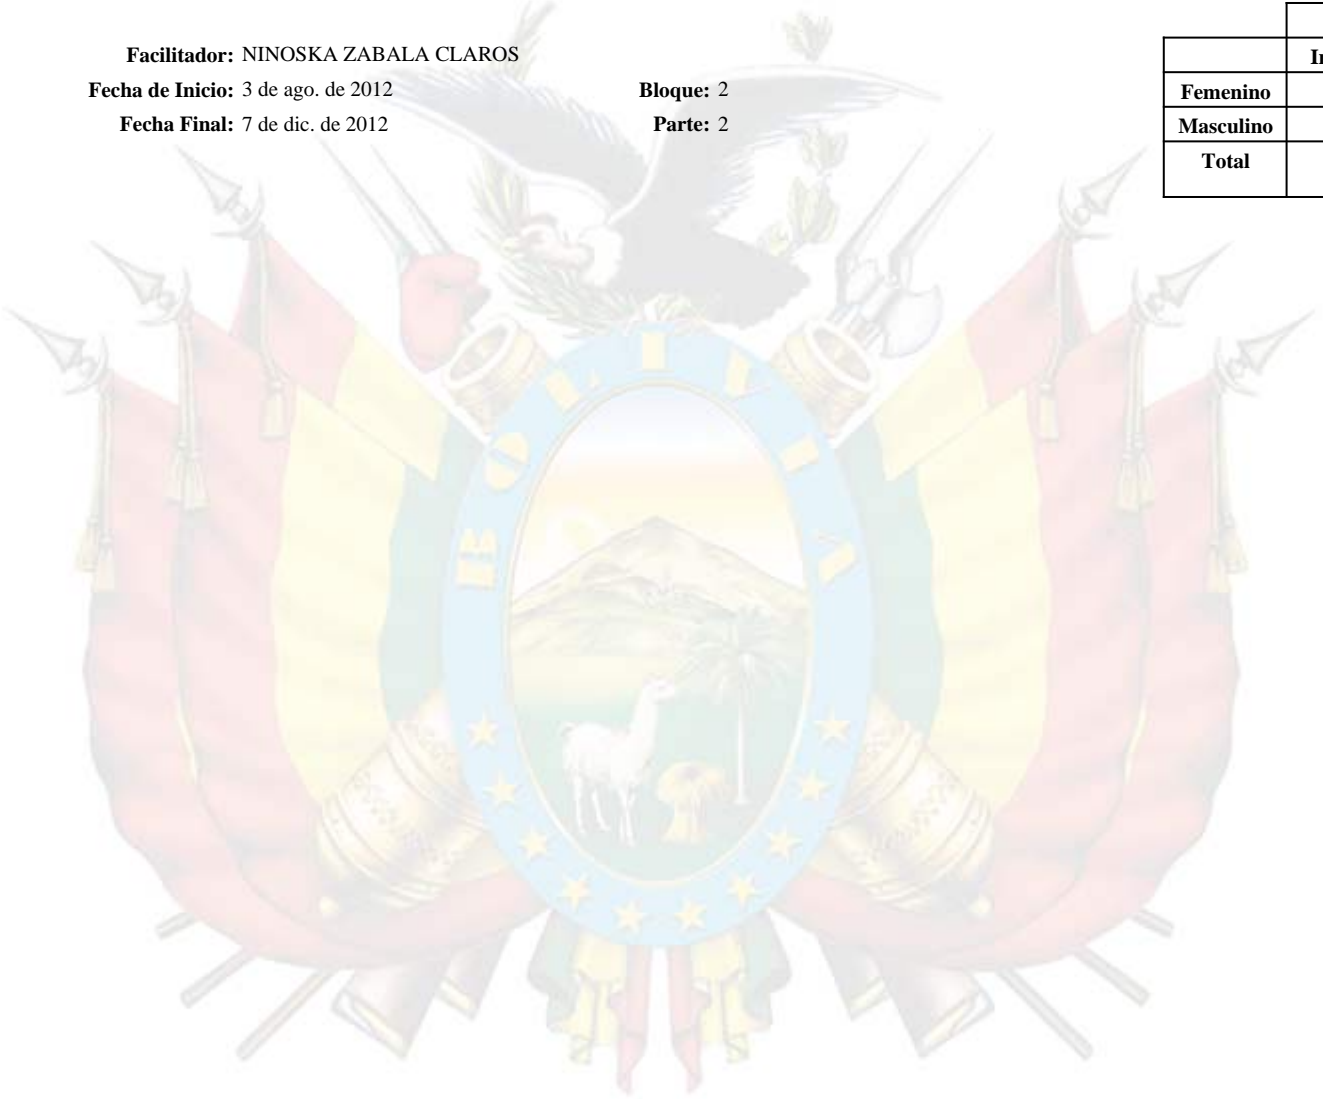 Facilitador: NINOSKA ZABALA CLAROS
Fecha de Inicio: 3 de ago. de 2012 Bloque: 2
Fecha Final: 7 de dic. de 2012 Parte: 2
Femenino
Masculino
Total
BOLIVIA